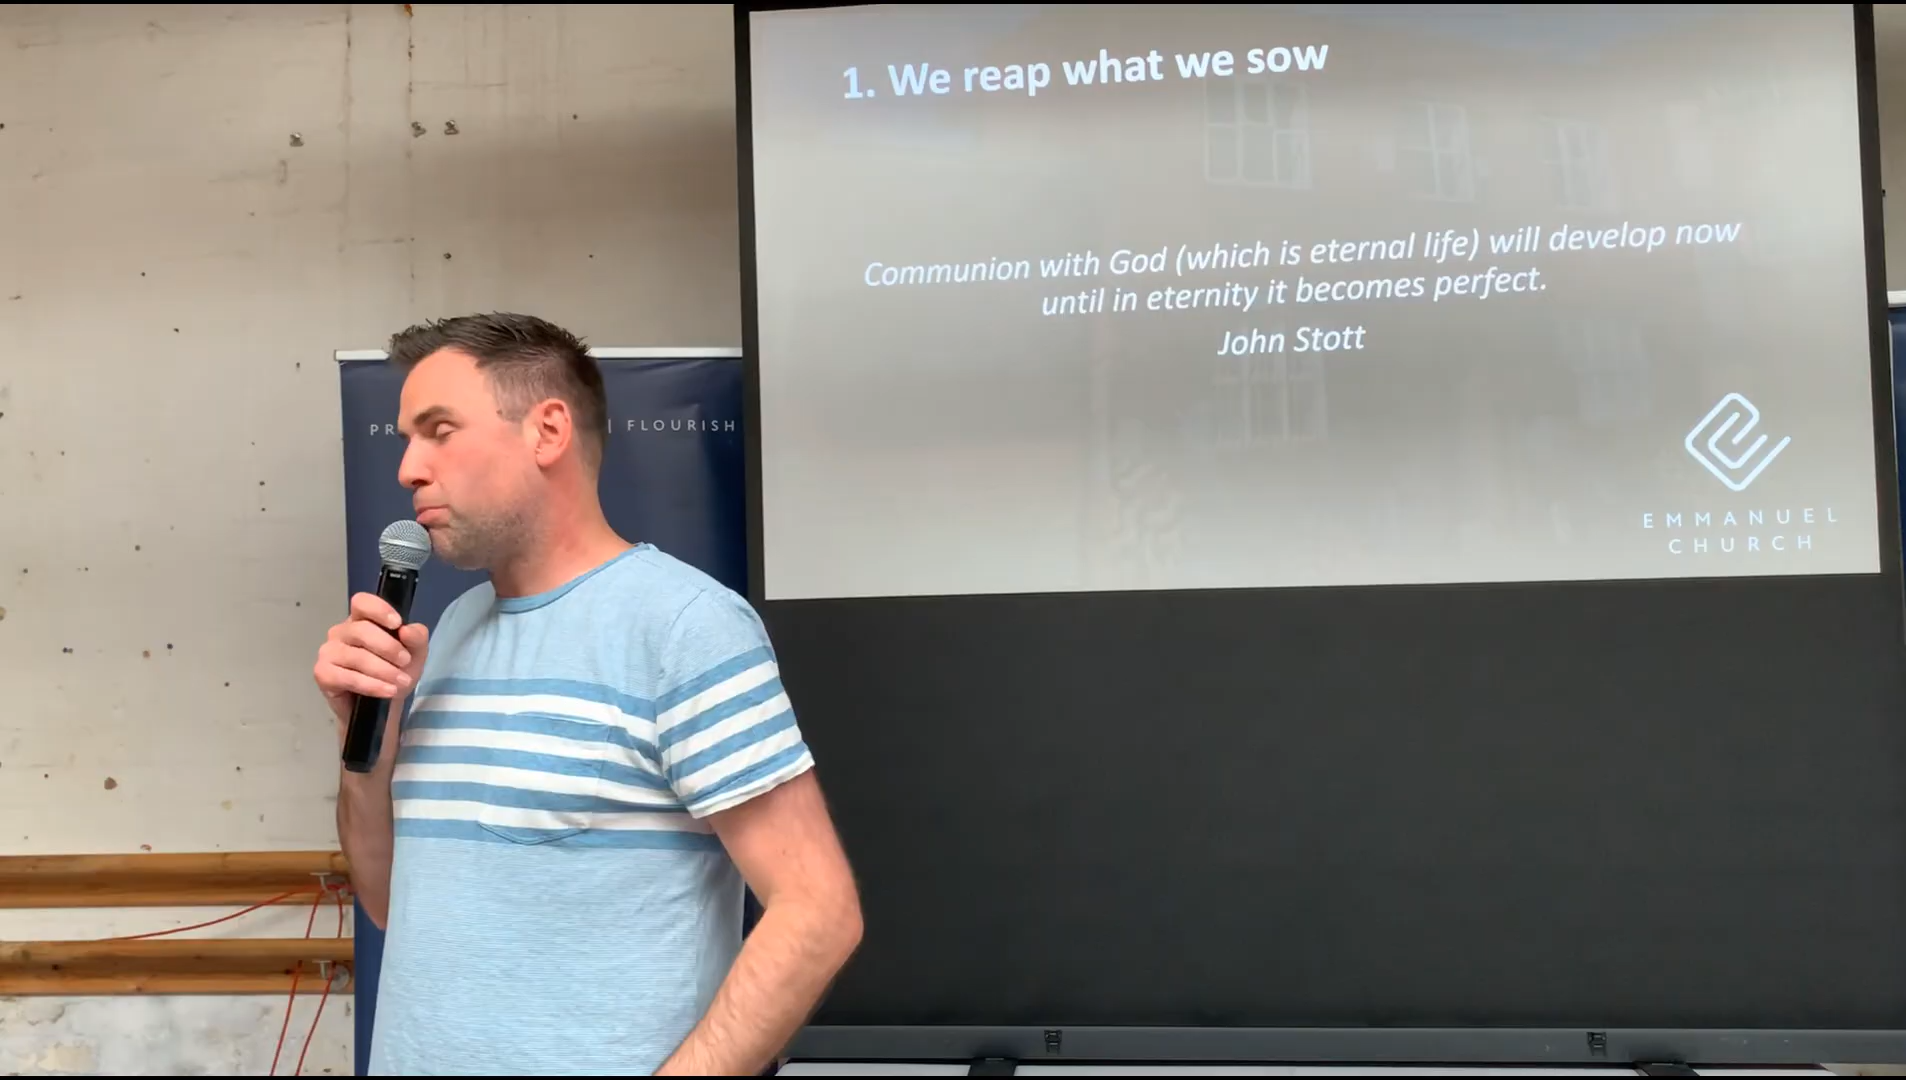 1. We reap what we sow
Communion with God (which is eternal life) will develop now
until in eternity it becomes perfect.
John Stott
EMMANUEL
CHURCH
| FLOURISH